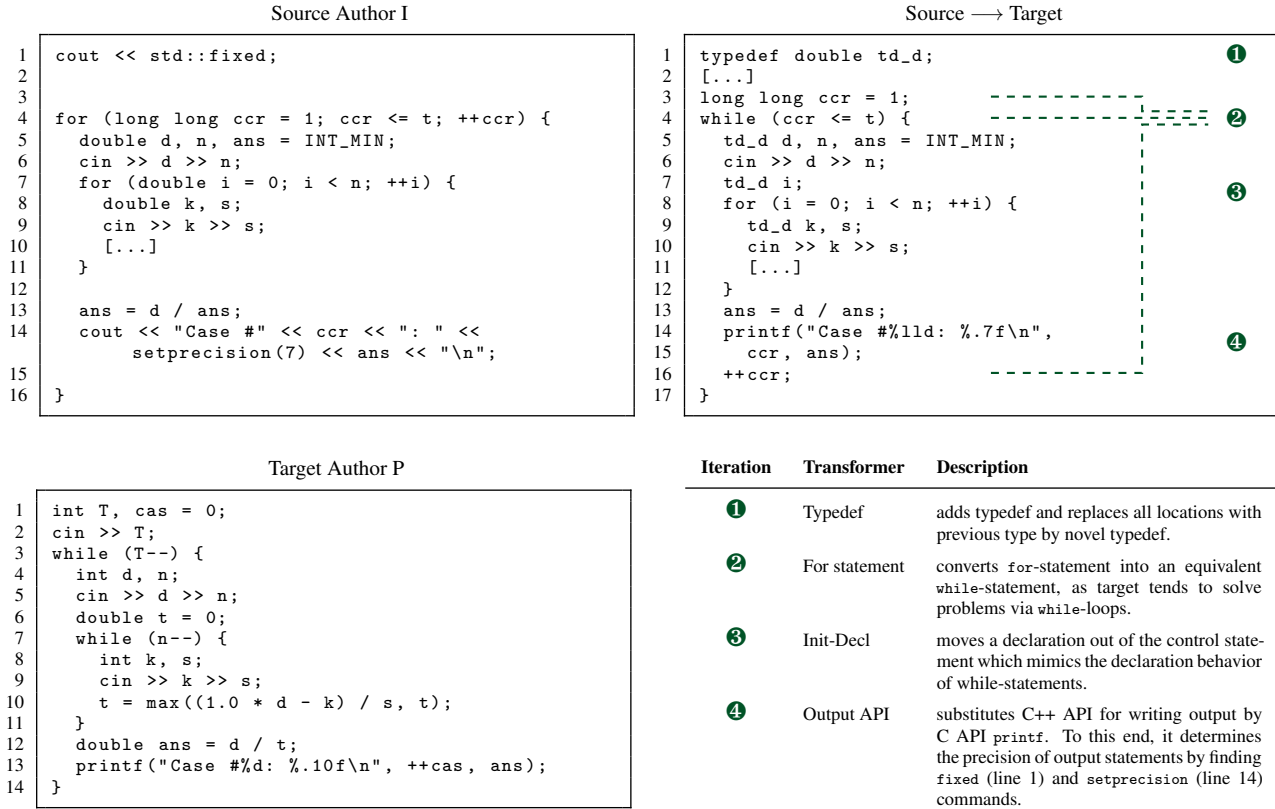 Source Author I
1 cout << std::fixed;
2
3
4 for (long long ccr = 1; ccr <= t; ++ccr) {
5   double d, n, ans = INT_MIN;
6   cin >> d >> n;
7   for (double i = 0; i < n; ++i) {
8     double k, s;
9     cin >> k >> s;
10     [...]
11   }
12
13   ans = d / ans;
14   cout << "Case #" << ccr << ": " <<
       setprecision(7) << ans << "\n";
15
16 }
Source ⟶ Target
1 typedef double td_d; ❶
2 [...]
3 long long ccr = 1;
4 while (ccr <= t) { ❷
5   td_d d, n, ans = INT_MIN;
6   cin >> d >> n;
7   td_d i; ❸
8   for (i = 0; i < n; ++i) {
9     td_d k, s;
10     cin >> k >> s;
11     [...]
12   }
13   ans = d / ans;
14   printf("Case #%lld: %.7f\n",
15     ccr, ans); ❹
16   ++ccr;
17 }
Target Author P
1 int T, cas = 0;
2 cin >> T;
3 while (T--) {
4   int d, n;
5   cin >> d >> n;
6   double t = 0;
7   while (n--) {
8     int k, s;
9     cin >> k >> s;
10     t = max((1.0 * d - k) / s, t);
11   }
12   double ans = d / t;
13   printf("Case #%d: %.10f\n", ++cas, ans);
14 }
Iteration Transformer Description
❶ Typedef adds typedef and replaces all locations with
previous type by novel typedef.
❷ For statement converts for-statement into an equivalent
while-statement, as target tends to solve
problems via while-loops.
❸ Init-Decl moves a declaration out of the control state-
ment which mimics the declaration behavior
of while-statements.
❹ Output API substitutes C++ API for writing output by
C API printf. To this end, it determines
the precision of output statements by finding
fixed (line 1) and setprecision (line 14)
commands.